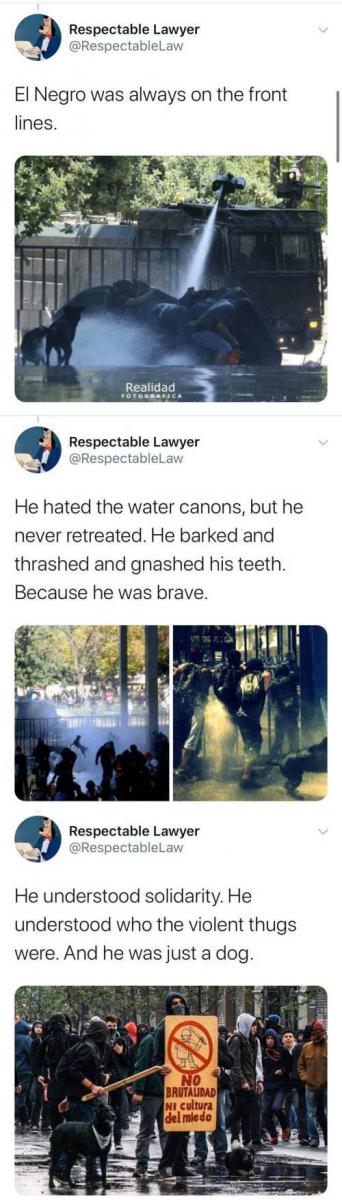 Respectable Lawyer
@RespectableLaw
El Negro was always on the front
lines.
Realidad
FOTOGRAFICA
Respectable Lawyer
@RespectableLaw
He hated the water canons, but he
never retreated. He barked and
thrashed and gnashed his teeth.
Because he was brave.
Respectable Lawyer
@RespectableLaw
He understood solidarity. He
understood who the violent thugs
were. And he was just a dog.
NO
BRUTALIDAD
NI cultura
del miedo